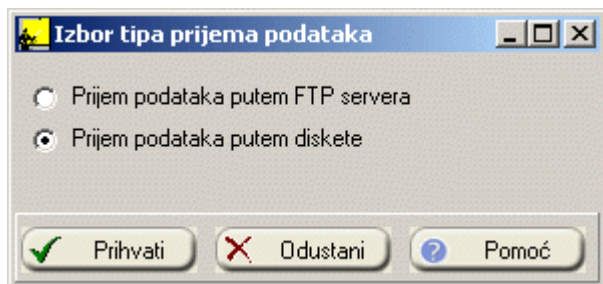 Izbor tipa prijema podataka
Prijem podataka putem FTP servera
Prijem podataka putem diskete
Prihvati Odustani Pomoć